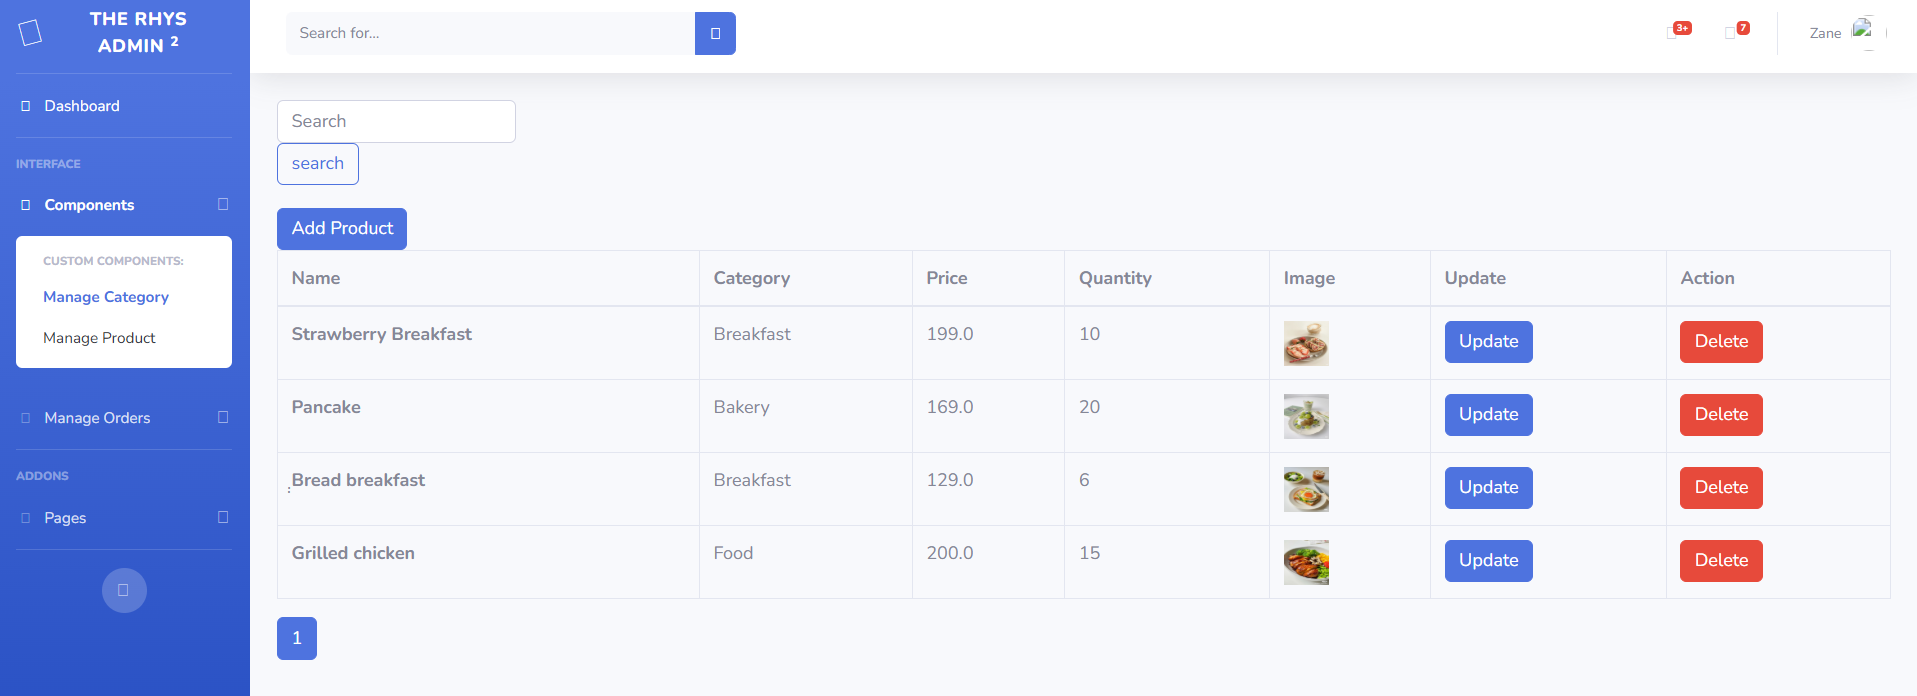 THE RHYS
ADMIN 2
Dashboard
INTERFACE
Components
CUSTOM COMPONENTS:
Manage Category
Manage Product
Manage Orders
ADDONS
Pages
Search for...
3+
7
Zane
Search
search
Add Product
Name Category Price Quantity Image Update Action
Strawberry Breakfast Breakfast 199.0 10 Update Delete
Pancake Bakery 169.0 20 Update Delete
Bread breakfast Breakfast 129.0 6 Update Delete
Grilled chicken Food 200.0 15 Update Delete
1